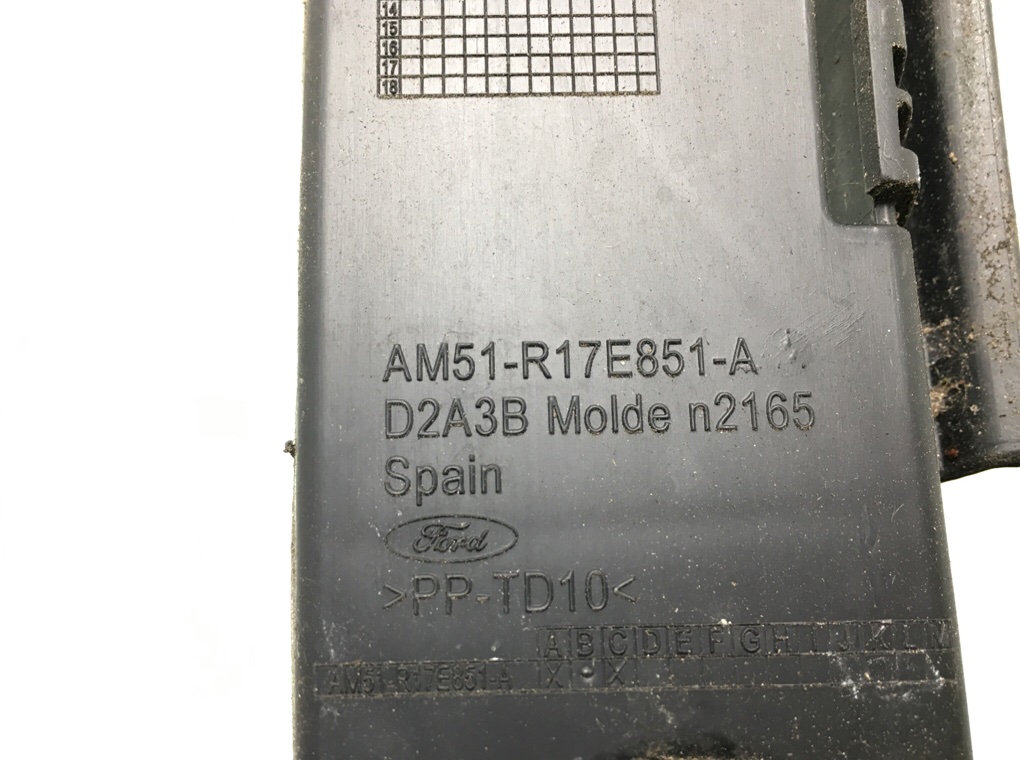 14
15
16
17
18
AM51-R17E851-A
D2A3B Molde n2165
Spain
Ford
>PP-TD10<
A B C D E F G H I J K L M
AM51-R17E851-A X - X